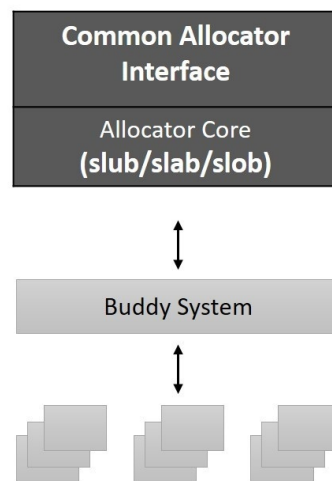 Common Allocator
Interface
Allocator Core
(slub/slab/slob)
Buddy System